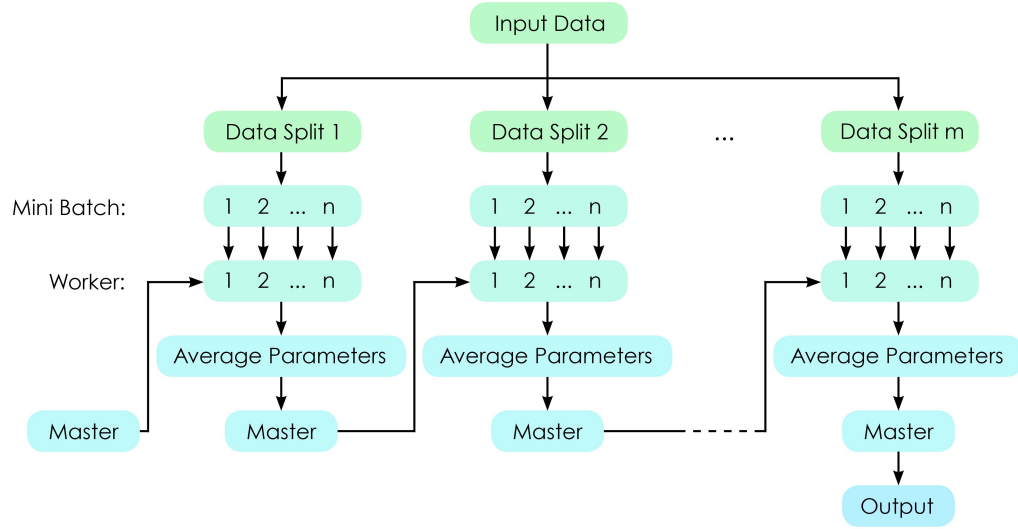 Input Data
Data Split 1 Data Split 2 ... Data Split m
Mini Batch: 1 2 ... n 1 2 ... n 1 2 ... n
Worker: 1 2 ... n 1 2 ... n 1 2 ... n
Average Parameters Average Parameters Average Parameters
Master Master Master Master
Output